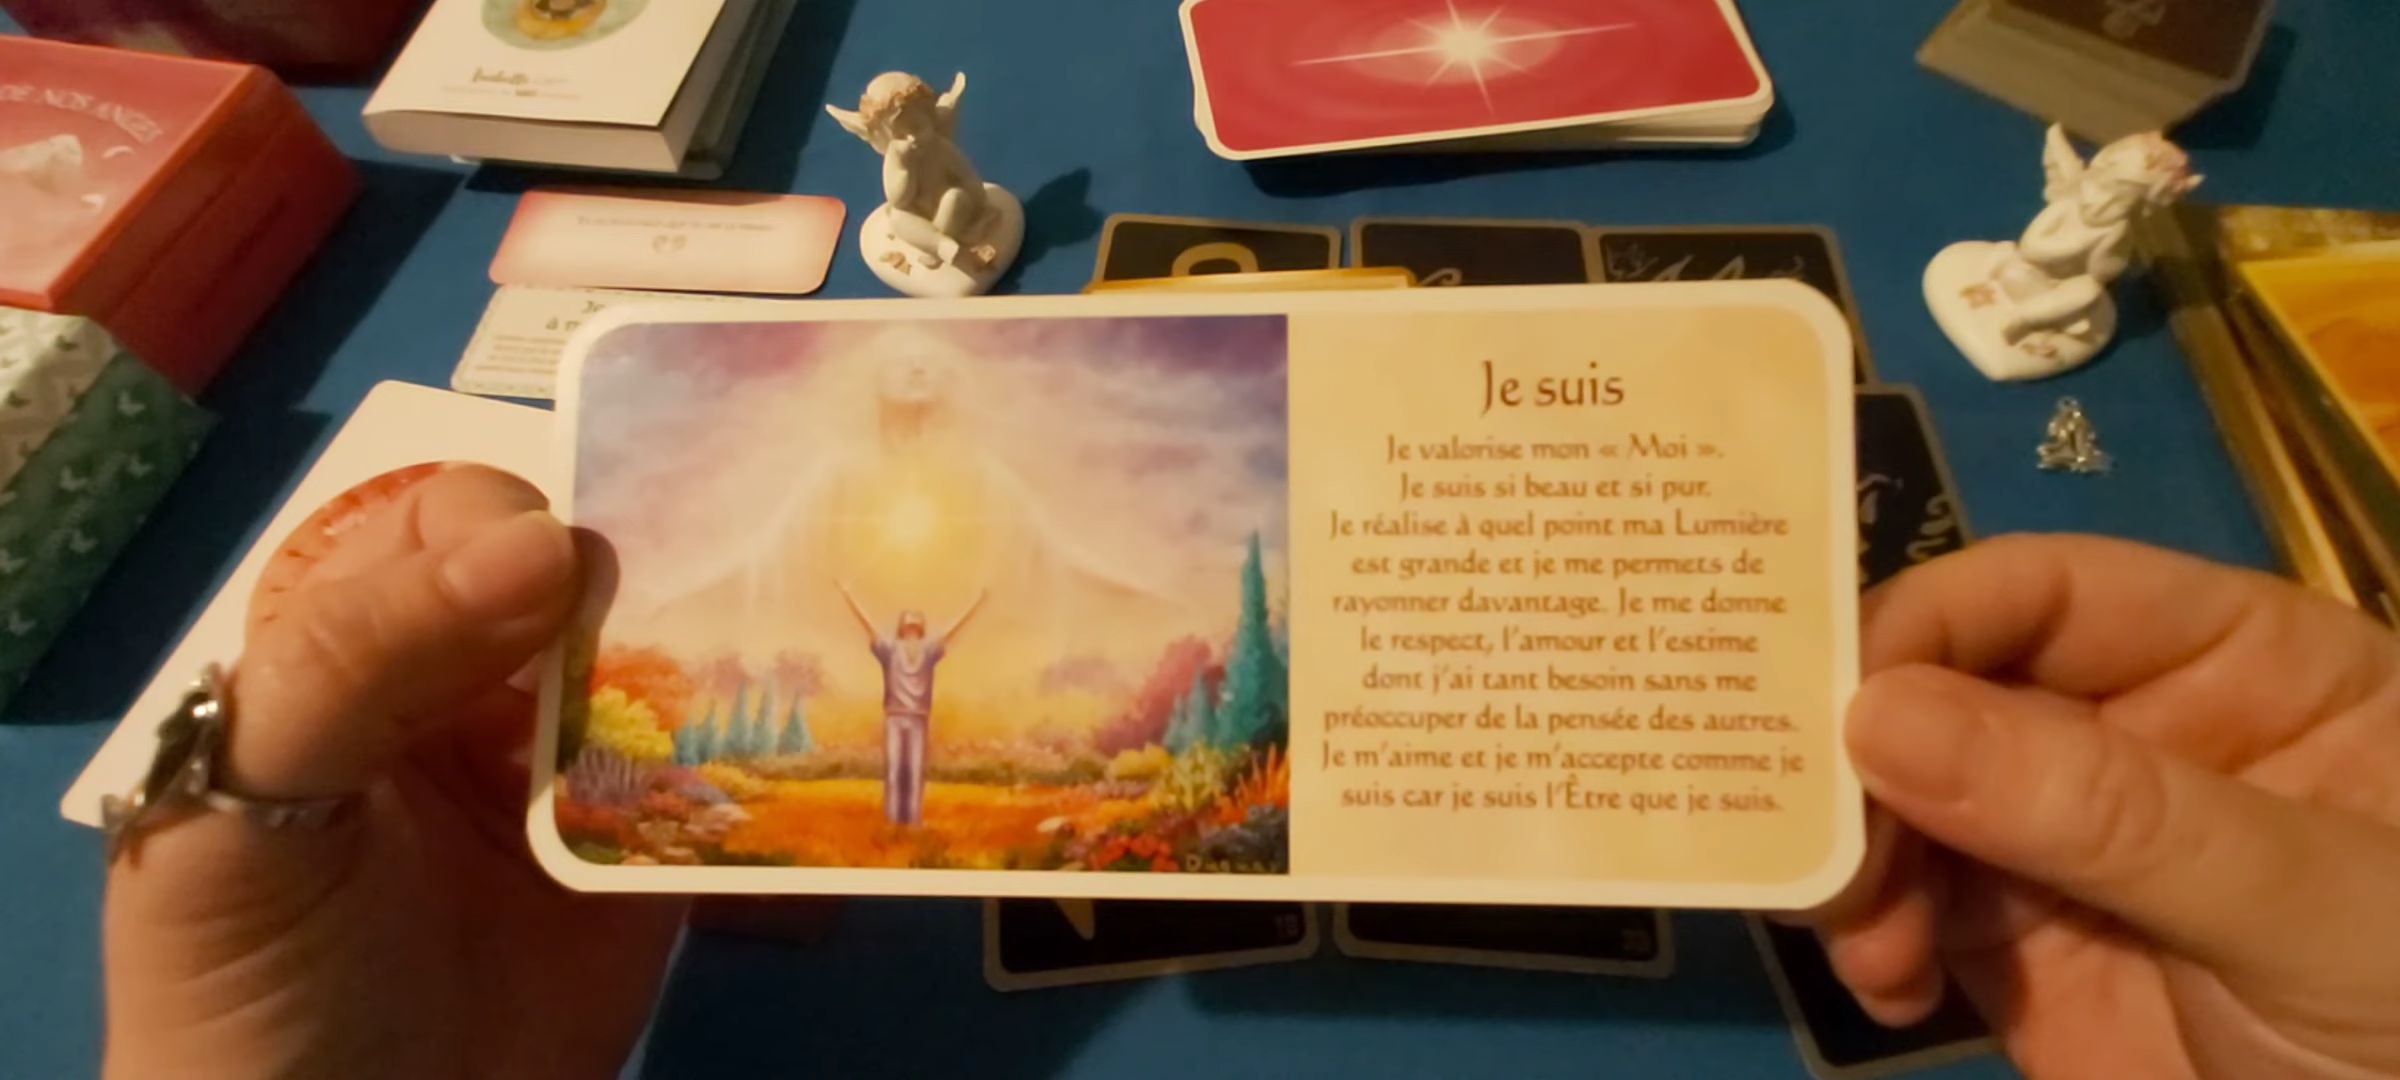 DE NOS ANGES
Je suis
Je valorise mon « Moi ».
Je suis si beau et si pur.
Je réalise à quel point ma Lumière
est grande et je me permets de
rayonner davantage. Je me donne
le respect, l'amour et l'estime
dont j'ai tant besoin sans me
préoccuper de la pensée des autres.
Je m'aime et je m'accepte comme je
suis car je suis l'Être que je suis.